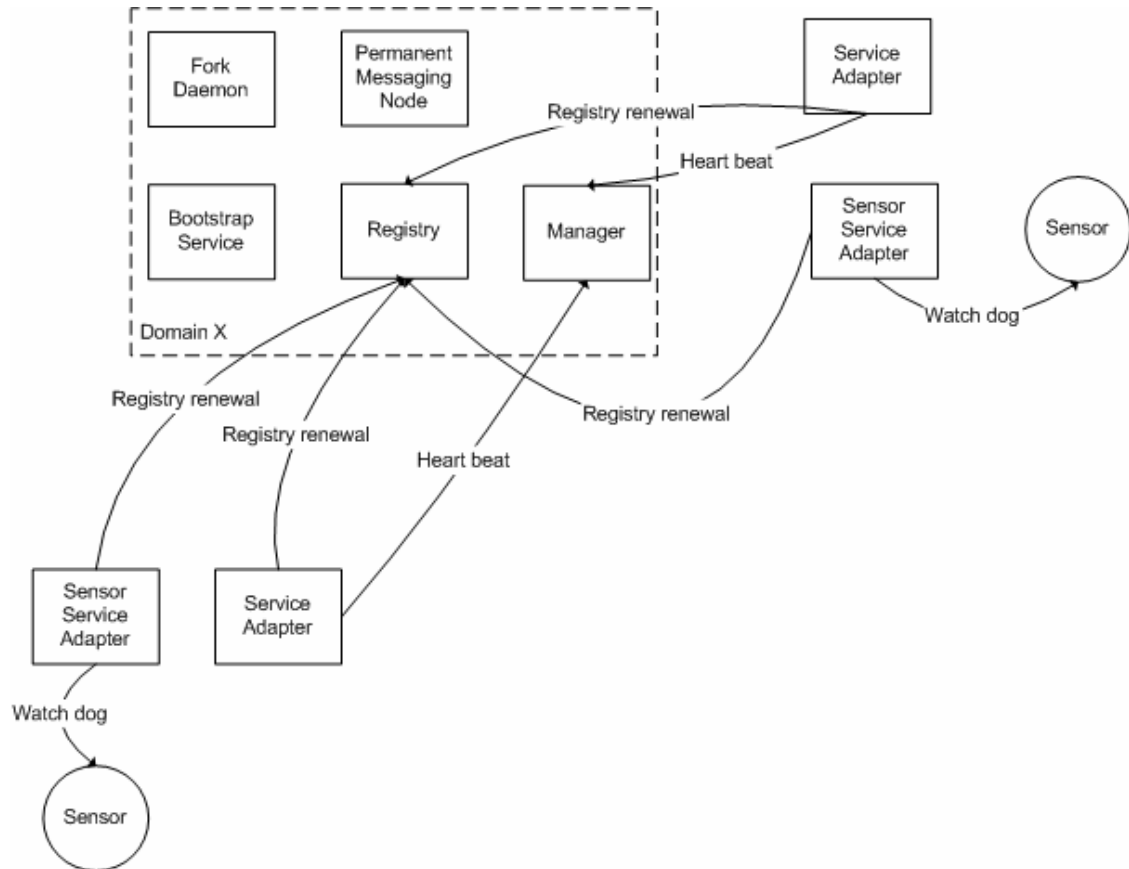 Fork
Daemon
Permanent
Messaging
Node
Service
Adapter
Registry renewal
Heart beat
Bootstrap
Service
Registry
Manager
Sensor
Service
Adapter
Sensor
Watch dog
Domain X
Registry renewal
Registry renewal
Registry renewal
Heart beat
Sensor
Service
Adapter
Service
Adapter
Watch dog
Sensor